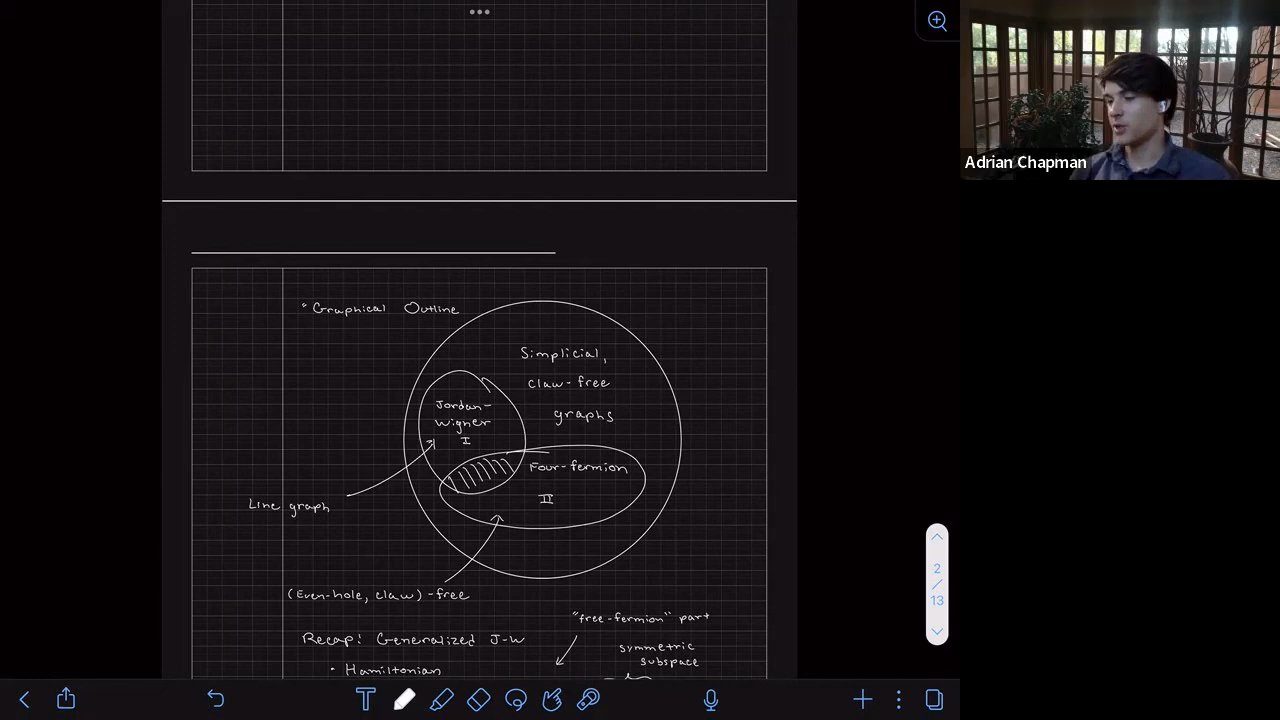 Adrian Chapman
"Graphical Outline
Simplicial,
claw-free
graphs
Jordan-
Wigner
I
Four-fermion
II
Line graph
(Even-hole, claw)-free
"free-fermion" part
Recap! Generalized J-W
symmetric
subspace
• Hamiltonian
2
/
13
T